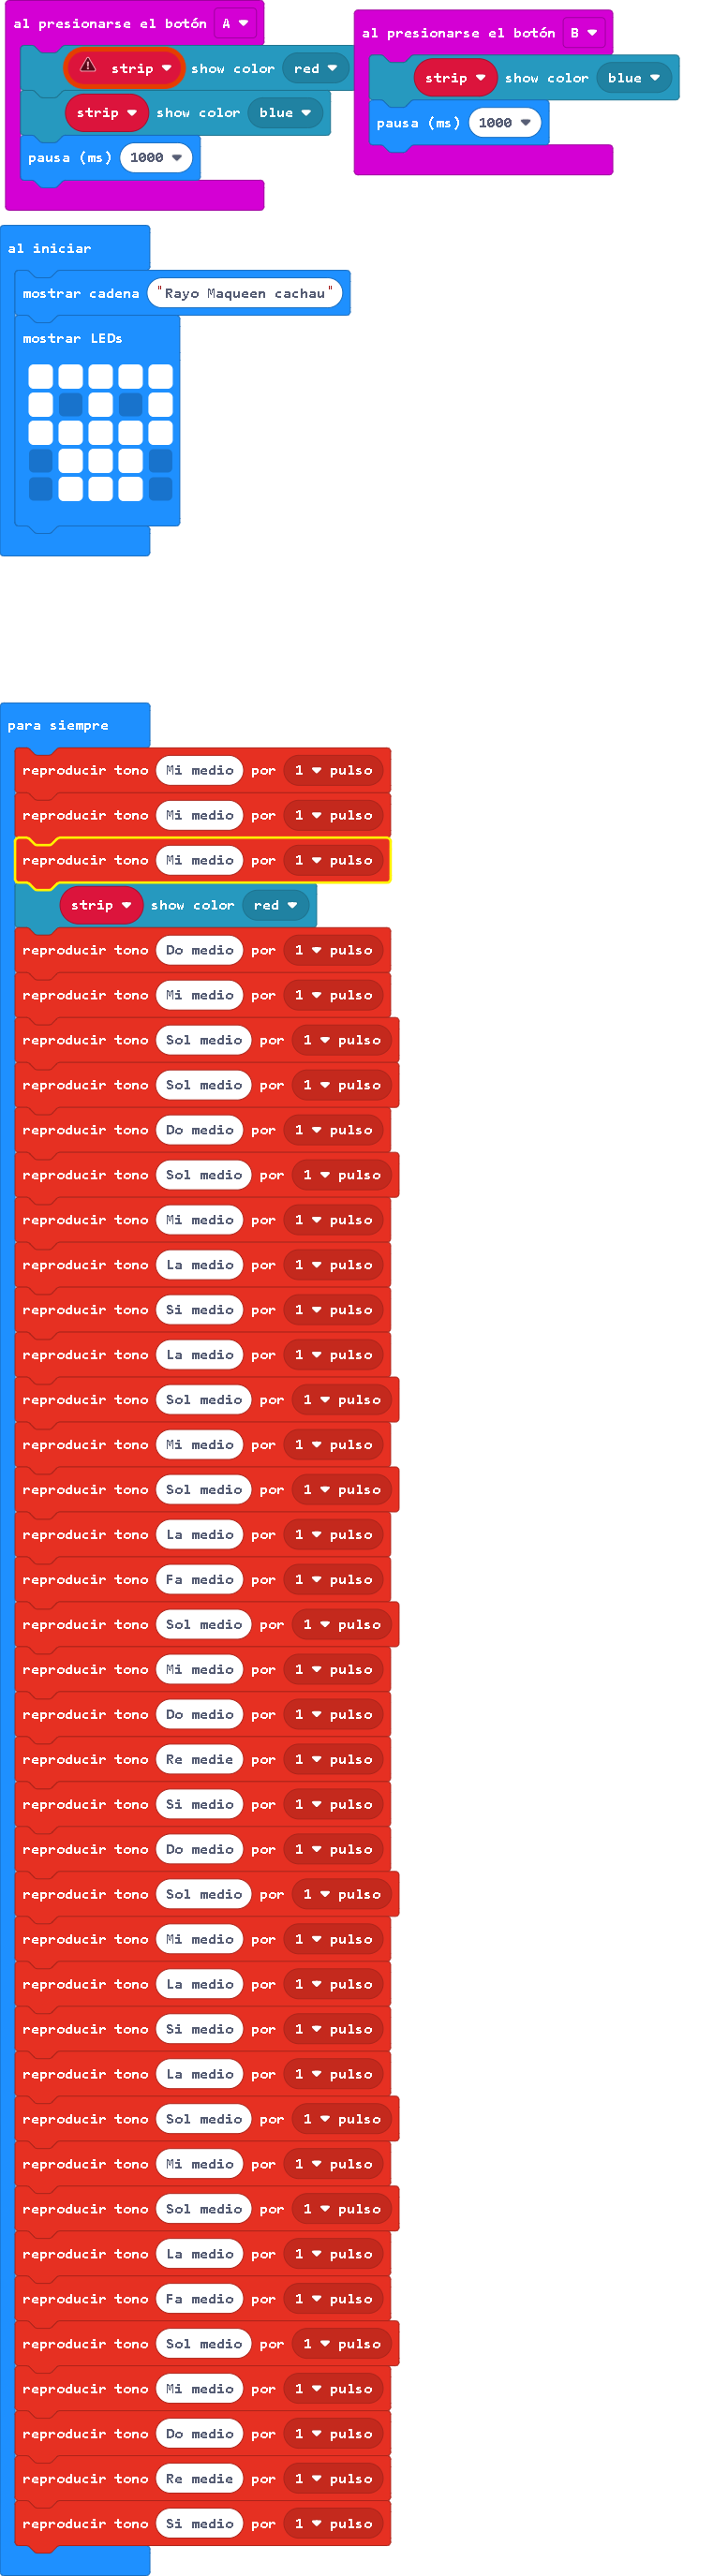 al presionarse el botón A
strip show color red
strip show color blue
pausa (ms) 1000
al presionarse el botón B
strip show color blue
pausa (ms) 1000
al iniciar
mostrar cadena "Rayo Maqueen cachau"
mostrar LEDs
para siempre
reproducir tono Mi medio por 1 pulso
reproducir tono Mi medio por 1 pulso
reproducir tono Mi medio por 1 pulso
strip show color red
reproducir tono Do medio por 1 pulso
reproducir tono Mi medio por 1 pulso
reproducir tono Sol medio por 1 pulso
reproducir tono Sol medio por 1 pulso
reproducir tono Do medio por 1 pulso
reproducir tono Sol medio por 1 pulso
reproducir tono Mi medio por 1 pulso
reproducir tono La medio por 1 pulso
reproducir tono Si medio por 1 pulso
reproducir tono La medio por 1 pulso
reproducir tono Sol medio por 1 pulso
reproducir tono Mi medio por 1 pulso
reproducir tono Sol medio por 1 pulso
reproducir tono La medio por 1 pulso
reproducir tono Fa medio por 1 pulso
reproducir tono Sol medio por 1 pulso
reproducir tono Mi medio por 1 pulso
reproducir tono Do medio por 1 pulso
reproducir tono Re medie por 1 pulso
reproducir tono Si medio por 1 pulso
reproducir tono Do medio por 1 pulso
reproducir tono Sol medio por 1 pulso
reproducir tono Mi medio por 1 pulso
reproducir tono La medio por 1 pulso
reproducir tono Si medio por 1 pulso
reproducir tono La medio por 1 pulso
reproducir tono Sol medio por 1 pulso
reproducir tono Mi medio por 1 pulso
reproducir tono Sol medio por 1 pulso
reproducir tono La medio por 1 pulso
reproducir tono Fa medio por 1 pulso
reproducir tono Sol medio por 1 pulso
reproducir tono Mi medio por 1 pulso
reproducir tono Do medio por 1 pulso
reproducir tono Re medie por 1 pulso
reproducir tono Si medio por 1 pulso